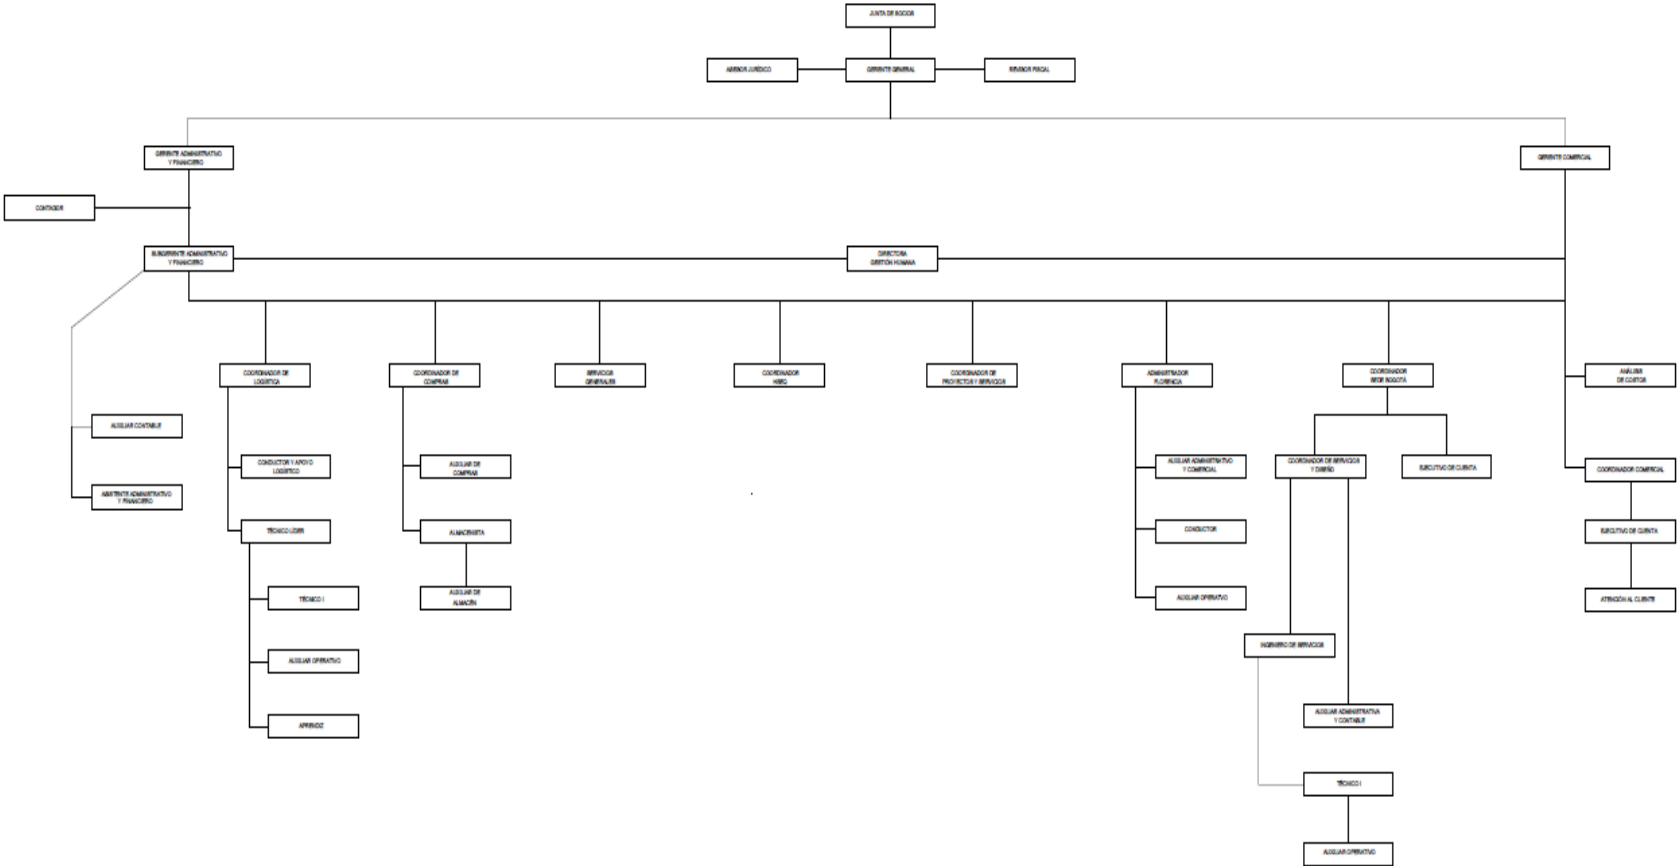 JUNTA DE SOCIOS
ASESOR JURÍDICO
GERENTE GENERAL
REVISOR FISCAL
GERENTE ADMINISTRATIVO
Y FINANCIERO
GERENTE COMERCIAL
CONTADOR
SUBGERENTE ADMINISTRATIVO
Y FINANCIERO
DIRECTORA
GESTIÓN HUMANA
COORDINADOR DE
LOGÍSTICA
COORDINADOR DE
COMPRAS
SERVICIOS
GENERALES
COORDINADOR
HSEQ
COORDINADOR DE
PROYECTOS Y SERVICIOS
ADMINISTRADOR
FLORENCIA
COORDINADOR
SEDE BOGOTÁ
ANÁLISIS
DE COSTOS
AUXILIAR CONTABLE
ASISTENTE ADMINISTRATIVO
Y FINANCIERO
CONDUCTOR Y APOYO
LOGÍSTICO
TÉCNICO LÍDER
TÉCNICO I
AUXILIAR OPERATIVO
APRENDIZ
AUXILIAR DE
COMPRAS
ALMACENISTA
AUXILIAR DE
ALMACÉN
AUXILIAR ADMINISTRATIVO
Y COMERCIAL
CONDUCTOR
AUXILIAR OPERATIVO
COORDINADOR DE SERVICIOS
Y DISEÑO
EJECUTIVO DE CUENTA
INGENIERO DE SERVICIOS
AUXILIAR ADMINISTRATIVA
Y CONTABLE
TÉCNICO I
AUXILIAR OPERATIVO
COORDINADOR COMERCIAL
EJECUTIVO DE CUENTA
ATENCIÓN AL CLIENTE